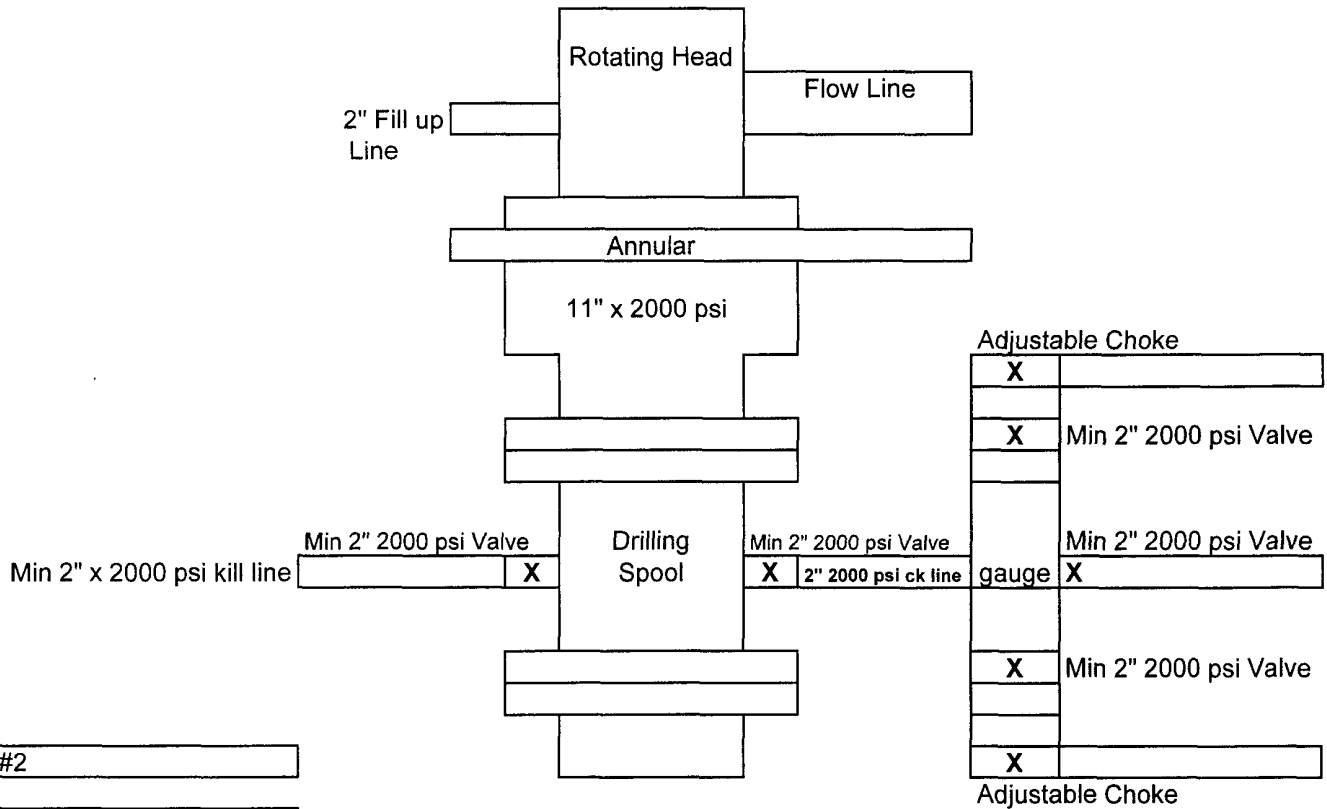 Rotating Head
Flow Line
2" Fill up
Line
Annular
11" x 2000 psi
Adjustable Choke
X
X Min 2" 2000 psi Valve
Min 2" 2000 psi Valve
Drilling
Spool
Min 2" 2000 psi Valve
Min 2" 2000 psi Valve
Min 2" x 2000 psi kill line
X
X
2" 2000 psi ck line
gauge
X
X Min 2" 2000 psi Valve
#2
X
Adjustable Choke